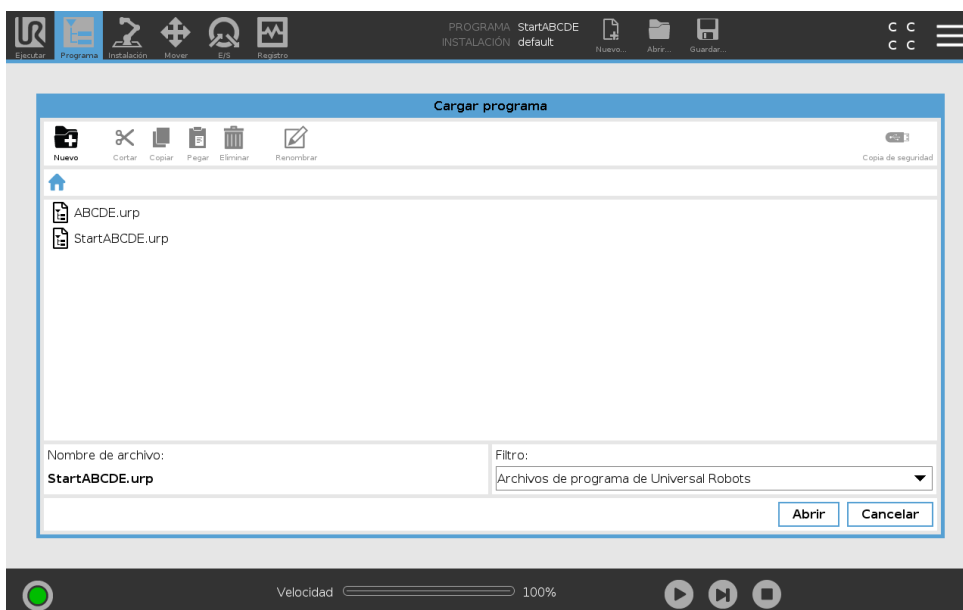 PROGRAMA StartABCDE
INSTALACIÓN default
Ejecutar Programa Instalación Mover E/S Registro
Nuevo... Abrir... Guardar...
C C
C C
Cargar programa
Nuevo Cortar Copiar Pegar Eliminar Renombrar Copia de seguridad
ABCDE.urp
StartABCDE.urp
Nombre de archivo:
StartABCDE.urp
Filtro:
Archivos de programa de Universal Robots
Abrir Cancelar
Velocidad 100%